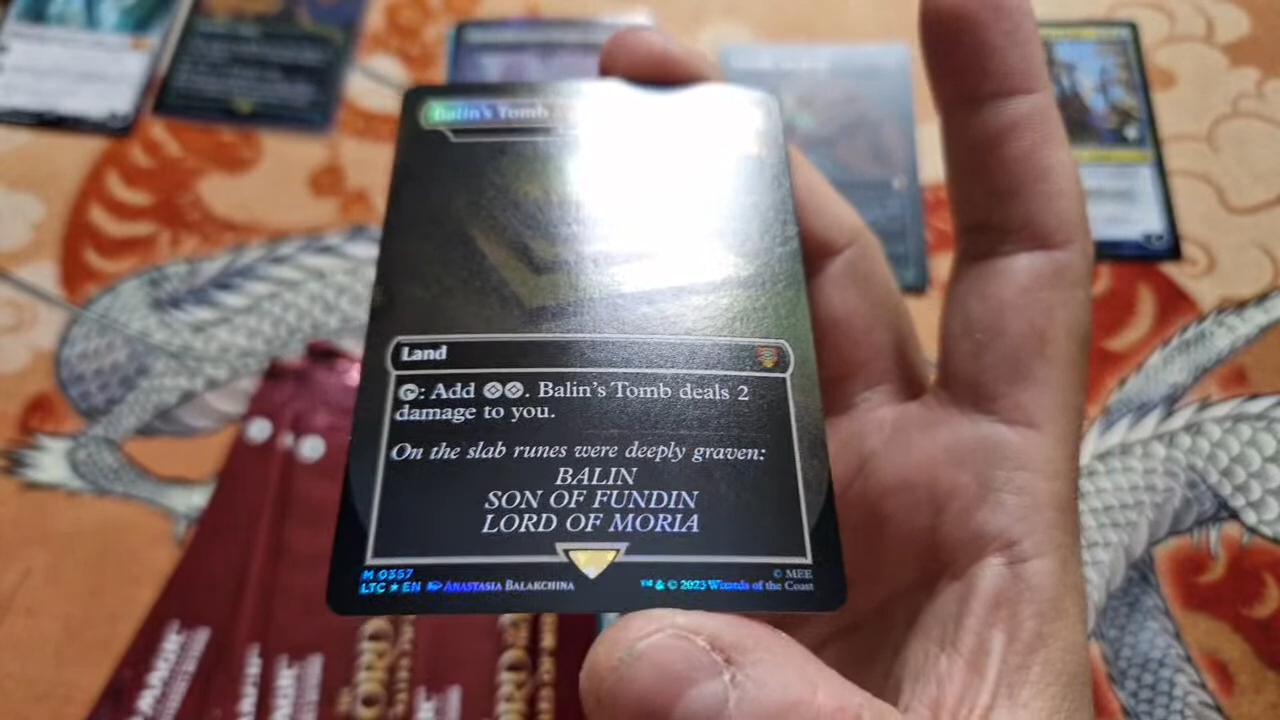 Balin's Tomb
Land
: Add . Balin's Tomb deals 2
damage to you.
On the slab runes were deeply graven:
BALIN
SON OF FUNDIN
LORD OF MORIA
M 0357
© MEE
LTC ★ EN ANASTASIA BALAKCHINA
™ & © 2023 Wizards of the Coast
MAGIC